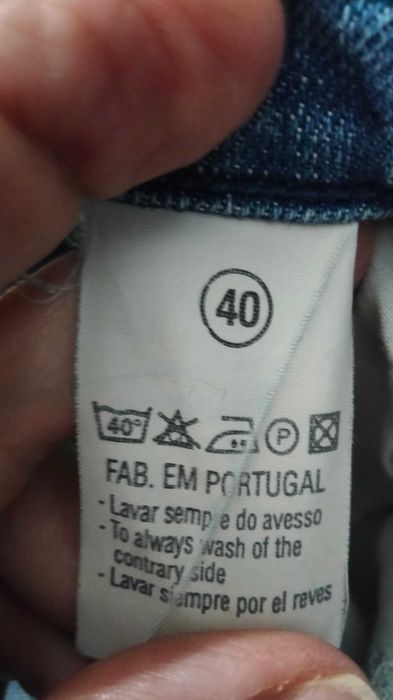 40
40° P
FAB. EM PORTUGAL
- Lavar sempre do avesso
- To always wash of the
contrary side
- Lavar siempre por el reves